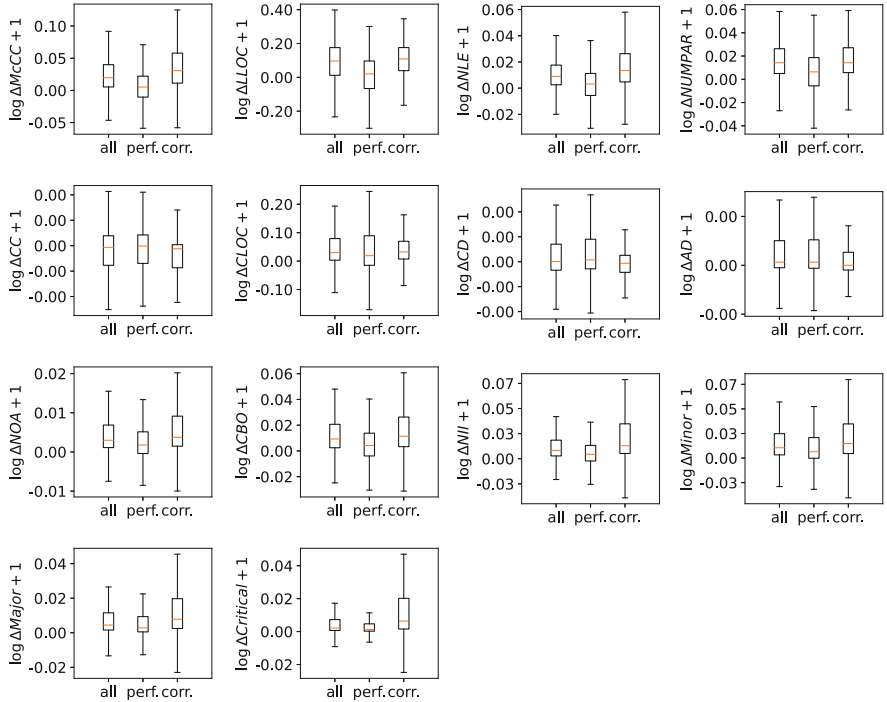 log ΔMcCC + 1
0.10
0.05
0.00
-0.05
all perf. corr.
log ΔLLOC + 1
0.40
0.20
0.00
-0.20
all perf. corr.
log ΔNLE + 1
0.06
0.04
0.02
0.00
0.02
all perf. corr.
log ΔNUMPAR + 1
0.06
0.04
0.02
0.00
-0.02
-0.04
all perf. corr.
log ΔCC + 1
0.00
0.00
-0.00
-0.00
-0.00
all perf. corr.
log ΔCLOC + 1
0.20
0.10
0.00
-0.10
all perf. corr.
log ΔCD + 1
0.00
0.00
-0.00
-0.00
-0.00
all perf. corr.
log ΔAD + 1
0.00
0.00
-0.00
all perf. corr.
log ΔNOA + 1
0.02
0.01
0.00
-0.01
all perf. corr.
log ΔCBO + 1
0.06
0.04
0.02
0.00
-0.02
all perf. corr.
log ΔNII + 1
0.07
0.05
0.03
0.00
-0.03
all perf. corr.
log ΔMinor + 1
0.07
0.05
0.03
0.00
-0.03
all perf. corr.
log ΔMajor + 1
0.04
0.02
0.00
-0.02
all perf. corr.
log ΔCritical + 1
0.04
0.02
0.00
-0.02
all perf. corr.